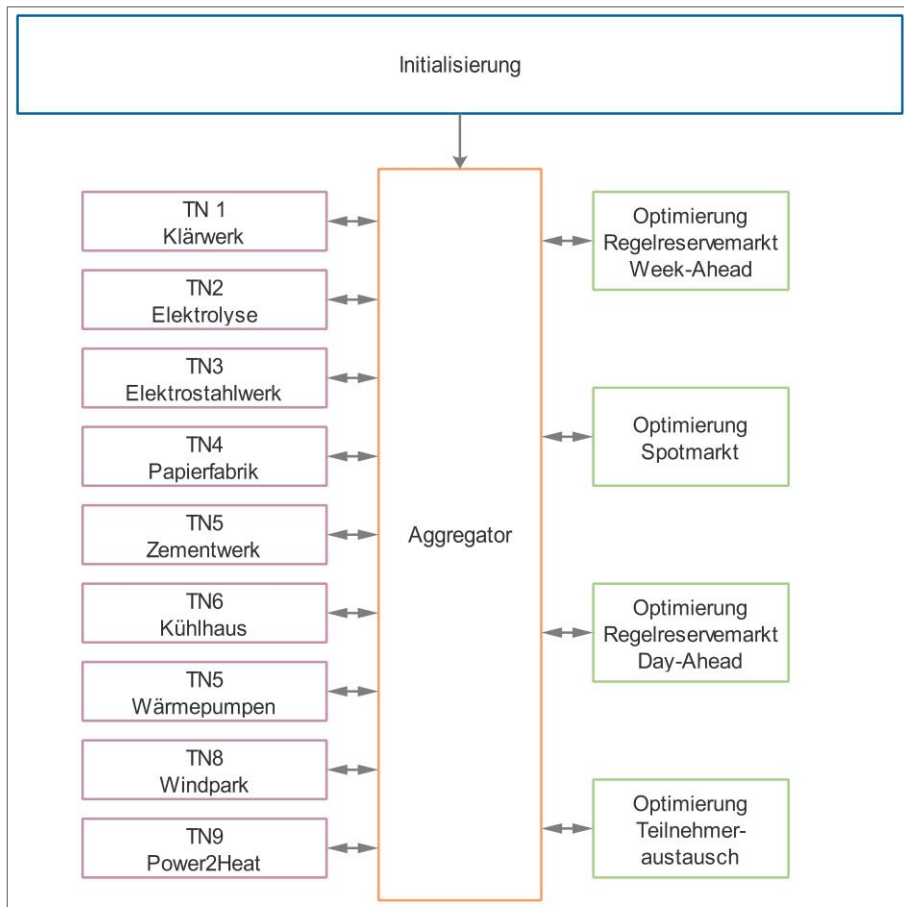 Initialisierung
TN 1
Klärwerk
TN2
Elektrolyse
TN3
Elektrostahlwerk
TN4
Papierfabrik
TN5
Zementwerk
TN6
Kühlhaus
TN5
Wärmepumpen
TN8
Windpark
TN9
Power2Heat
Aggregator
Optimierung
Regelreservemarkt
Week-Ahead
Optimierung
Spotmarkt
Optimierung
Regelreservemarkt
Day-Ahead
Optimierung
Teilnehmer-
austausch